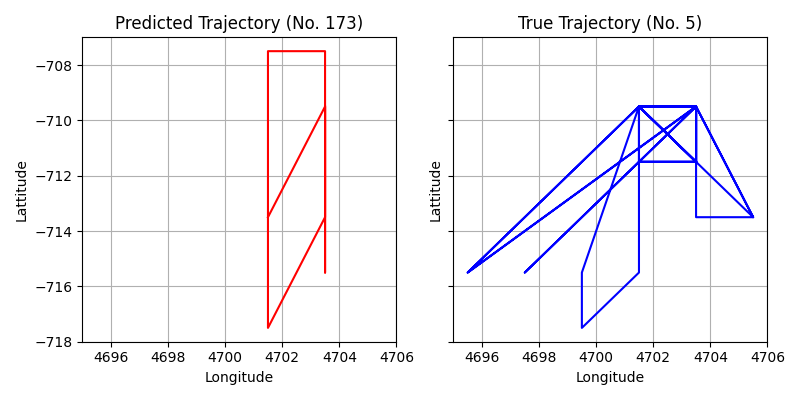 Predicted Trajectory (No. 173)
True Trajectory (No. 5)
−708
−710
−712
−714
−716
−718
Lattitude
4696 4698 4700 4702 4704 4706
Longitude
Lattitude
4696 4698 4700 4702 4704 4706
Longitude